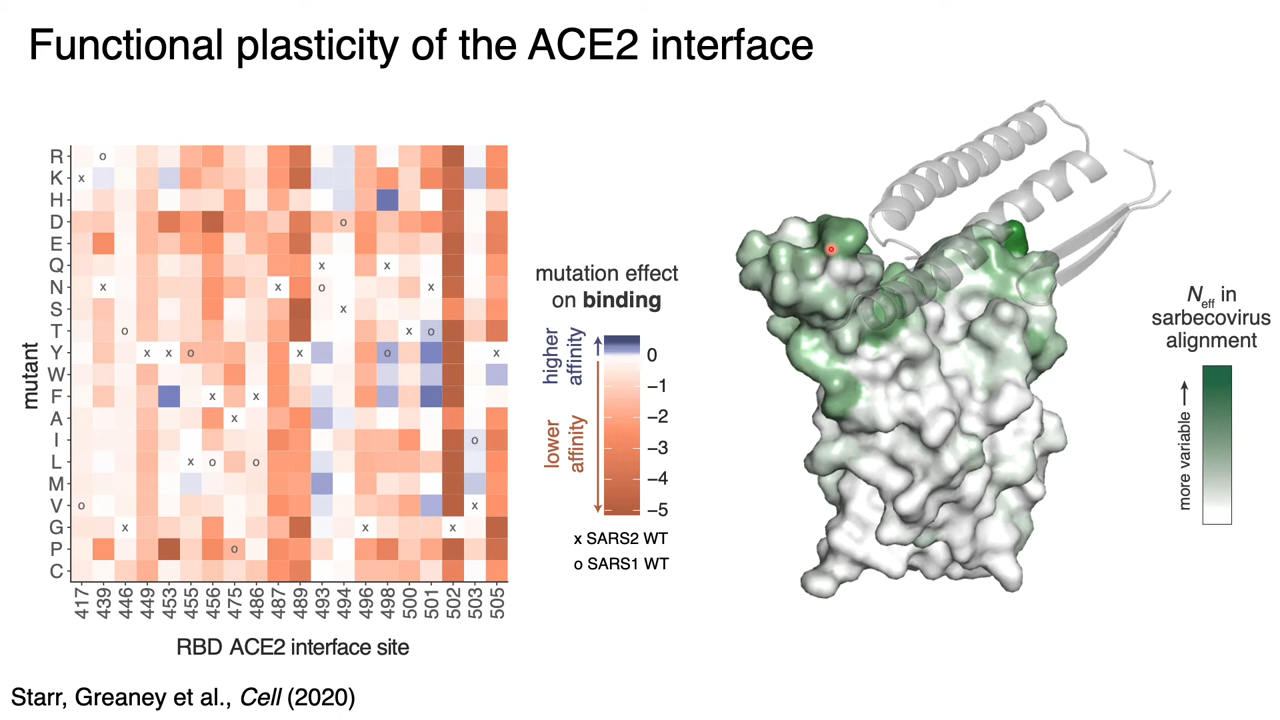 Functional plasticity of the ACE2 interface
mutant
R
K
H
D
E
Q
N
S
T
Y
W
F
A
I
L
M
V
G
P
C
417 439 446 449 453 455 456 475 486 487 489 493 494 496 498 500 501 502 503 505
RBD ACE2 interface site
mutation effect
on binding
higher
affinity
lower
affinity
0
−1
−2
−3
−4
−5
x SARS2 WT
o SARS1 WT
Neff in
sarbecovirus
alignment
more variable
Starr, Greaney et al., Cell (2020)